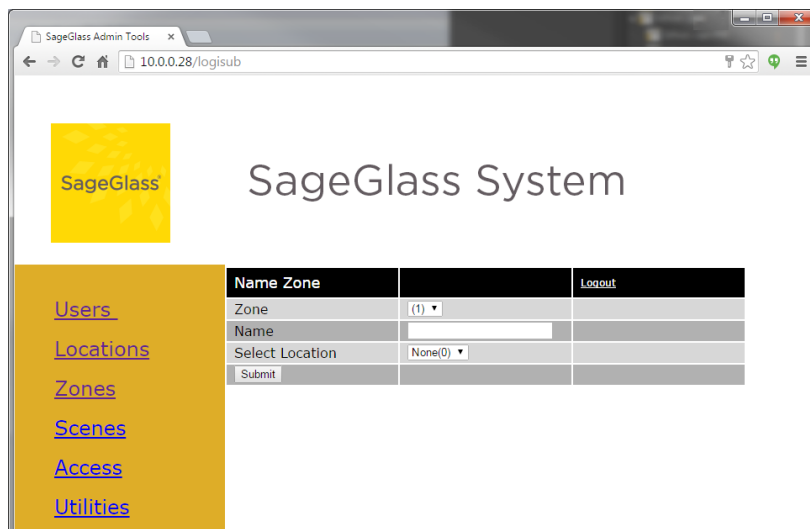 SageGlass Admin Tools
10.0.0.28/logisub
SageGlass®
SageGlass System
Users
Locations
Zones
Scenes
Access
Utilities
Name Zone Logout
Zone (1)
Name
Select Location None(0)
Submit